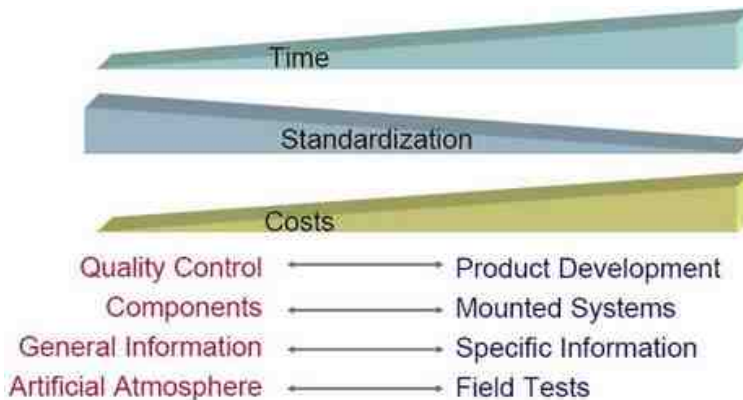 Time
Standardization
Costs
Quality Control Product Development
Components Mounted Systems
General Information Specific Information
Artificial Atmosphere Field Tests